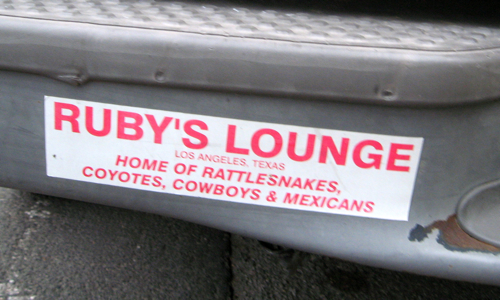 RUBY'S LOUNGE
LOS ANGELES, TEXAS
HOME OF RATTLESNAKES,
COYOTES, COWBOYS & MEXICANS